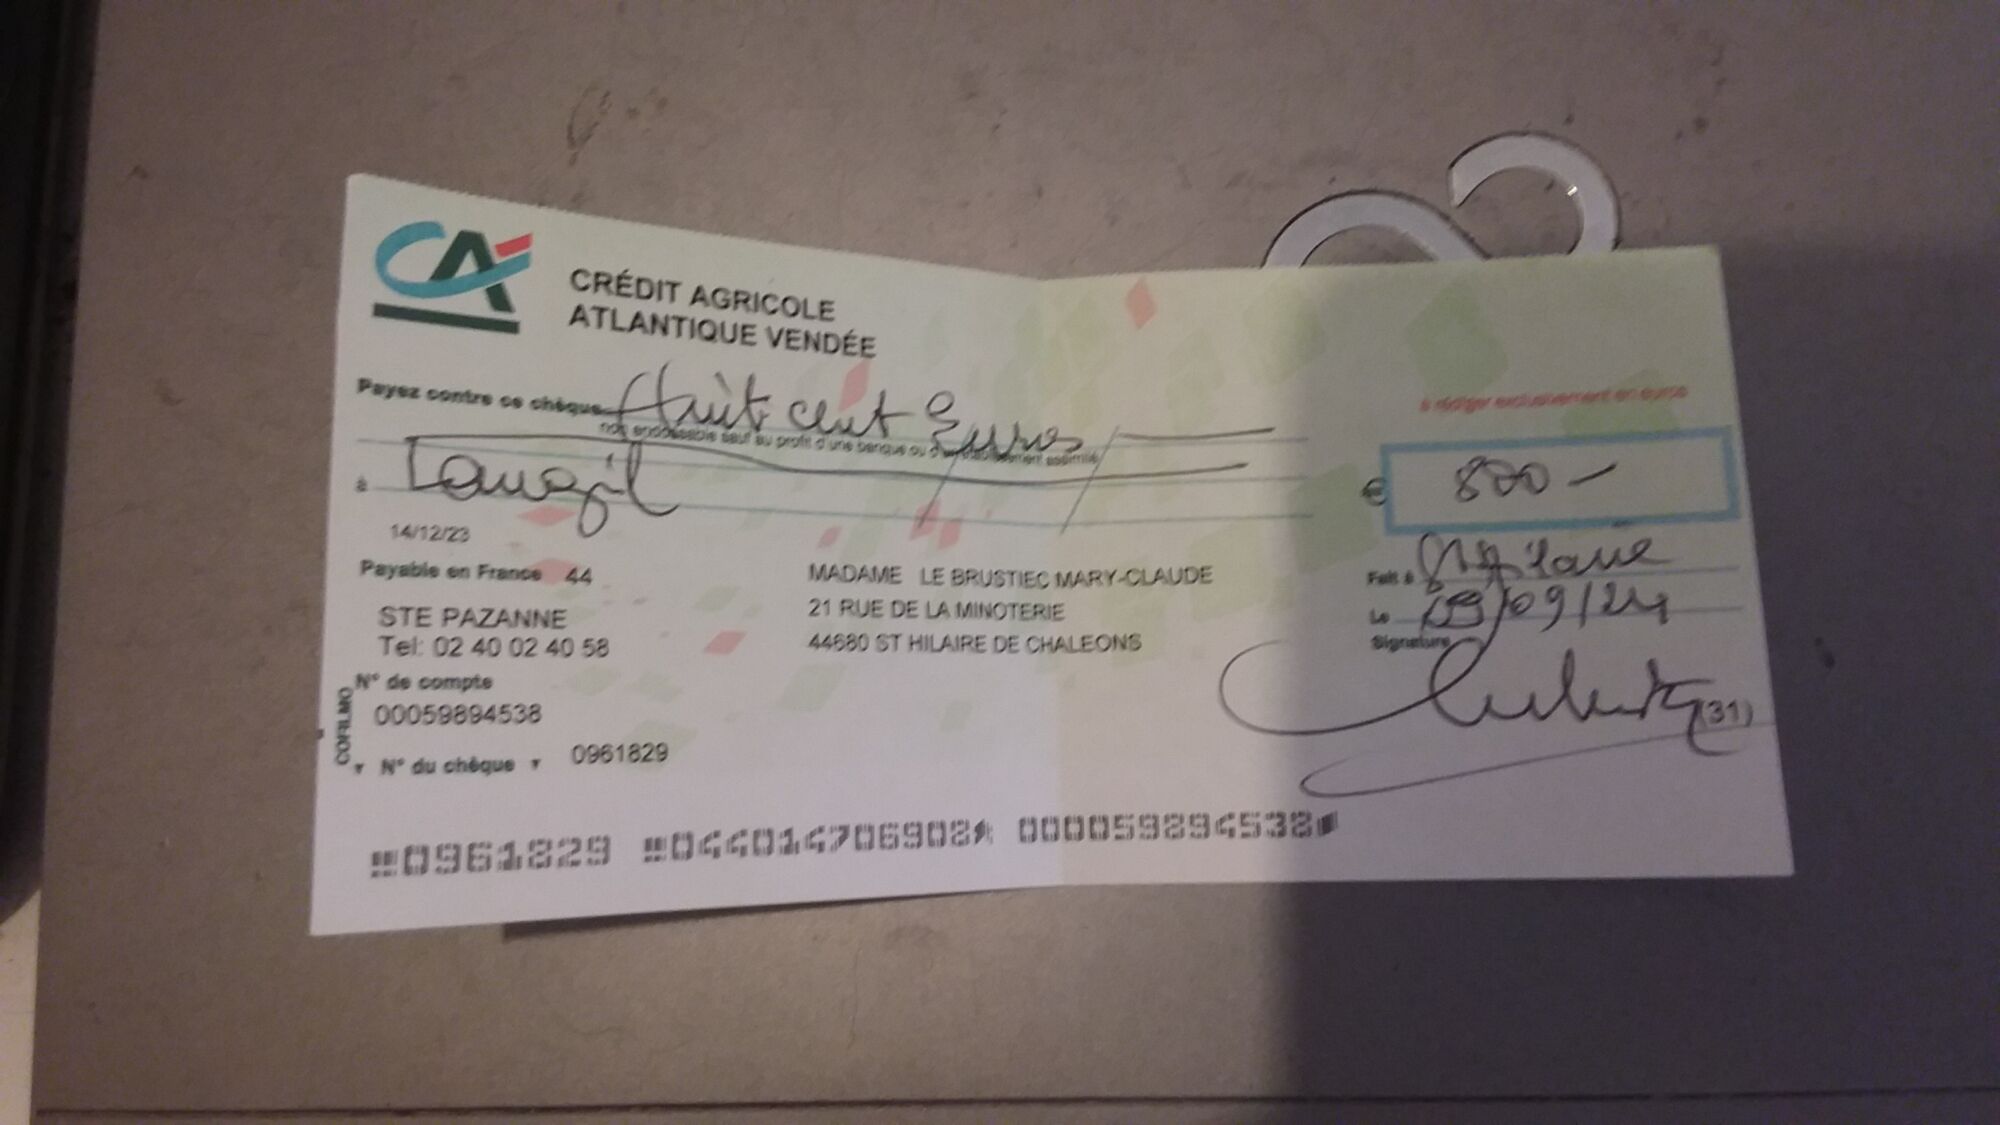 CA
CRÉDIT AGRICOLE
ATLANTIQUE VENDÉE
Payez contre ce chèque Huit cent Euros
non endossable sauf au profit d'une banque ou d'un établissement assimilé
à rédiger exclusivement en euros
à
€ 800 -
14/12/23
Payable en France 44
STE PAZANNE
Tel: 02 40 02 40 58
MADAME LE BRUSTIEC MARY-CLAUDE
21 RUE DE LA MINOTERIE
44680 ST HILAIRE DE CHALEONS
Fait à
Le 09/09/24
Signature
(31)
N° de compte
00059894538
COFILMO
N° du chèque 0961829
0961829 044014706908 000059894538